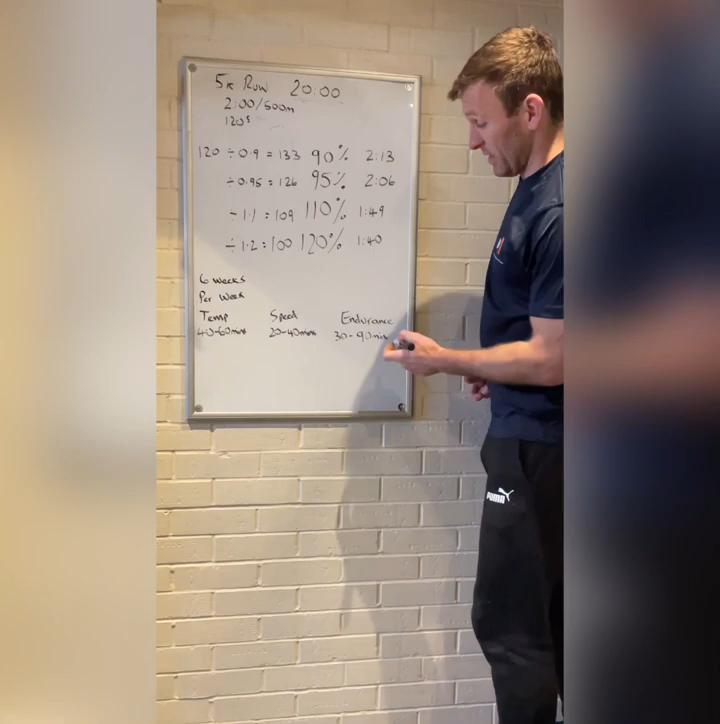 5k Row 20:00
2:00/500m
120s
120 ÷ 0.9 = 133 90% 2:13
÷ 0.95 = 126 95% 2:06
÷ 1.1 = 109 110% 1:49
÷ 1.2 = 100 120% 1:40
6 weeks
Per Week
Temp Speed Endurance
40-60mins 20-40mins 30-90min
PUMA